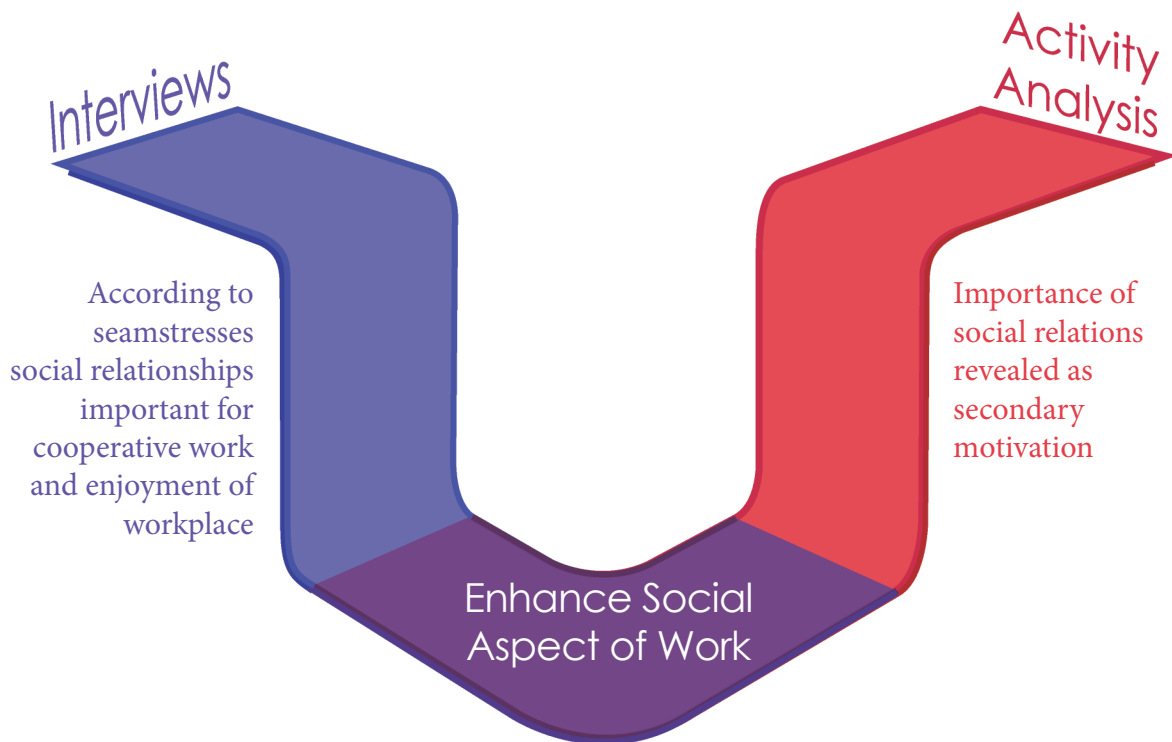 Interviews
Activity
Analysis
According to
seamstresses
social relationships
important for
cooperative work
and enjoyment of
workplace
Importance of
social relations
revealed as
secondary
motivation
Enhance Social
Aspect of Work